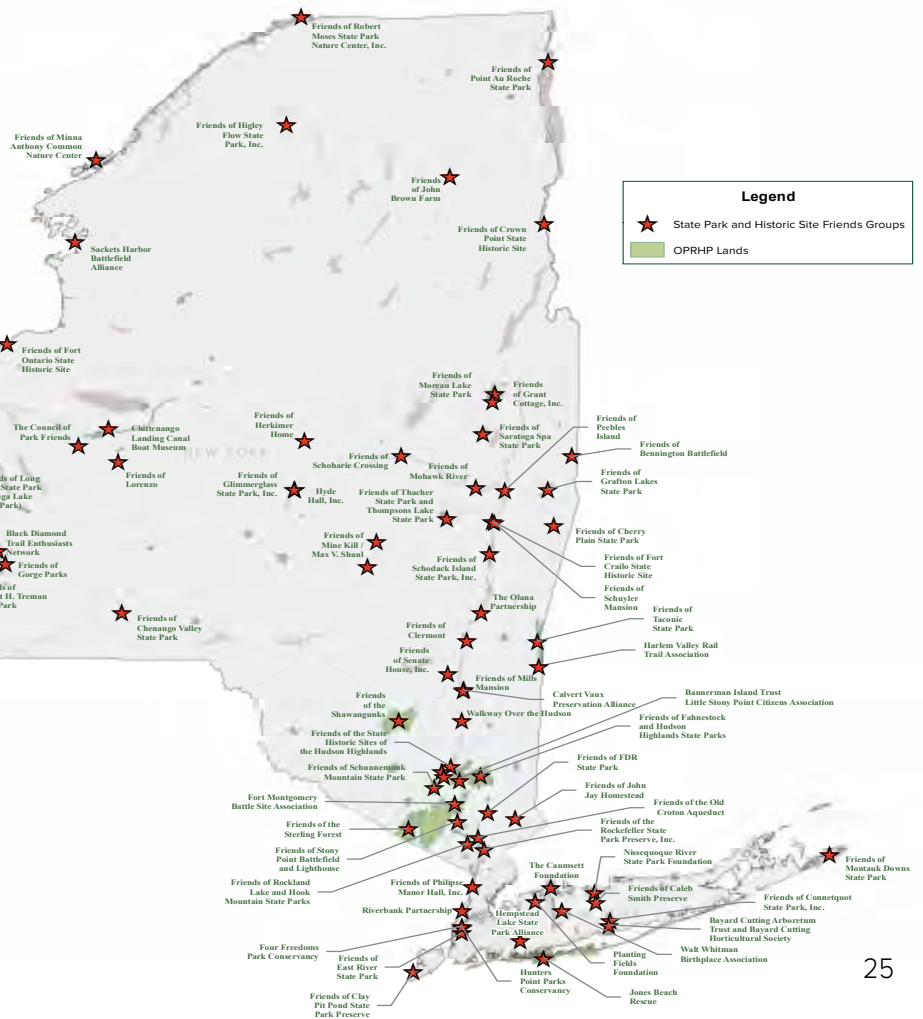 Friends of Robert
Moses State Park
Nature Center, Inc.
Friends of
Point Au Roche
State Park
Friends of Higley
Flow State
Park, Inc.
Friends of Minna
Anthony Common
Nature Center
Friends
of John
Brown Farm
Legend
State Park and Historic Site Friends Groups
OPRHP Lands
Friends of Crown
Point State
Historic Site
Sackets Harbor
Battlefield
Alliance
Friends of Fort
Ontario State
Historic Site
Friends of
Moreau Lake
State Park
Friends
of Grant
Cottage, Inc.
Friends of
Peebles
Island
The Council of
Park Friends
Chittenango
Landing Canal
Boat Museum
Friends of
Herkimer
Home
Friends of
Saratoga Spa
State Park
Friends of
Bennington Battlefield
NEW YORK
Friends of
Schoharie Crossing
Friends of
Mohawk River
Friends of
Lorenzo
Friends of
Glimmerglass
State Park, Inc.
Hyde
Hall, Inc.
Friends of
Grafton Lakes
State Park
ds of Long
State Park
ga Lake
Park)
Friends of Thacher
State Park and
Thompsons Lake
State Park
Friends of Cherry
Plain State Park
Black Diamond
Trail Enthusiasts
Network
Friends of
Gorge Parks
Friends of
Mine Kill /
Max V. Shaul
Friends of
Schodack Island
State Park, Inc.
Friends of Fort
Crailo State
Historic Site
ds of
t H. Treman
Park
Friends of
Schuyler
Mansion
Friends of
Chenango Valley
State Park
The Olana
Partnership
Friends of
Taconic
State Park
Friends of
Clermont
Harlem Valley Rail
Trail Association
Friends
of Senate
House, Inc.
Friends of Mills
Mansion
Calvert Vaux
Preservation Alliance
Bannerman Island Trust
Little Stony Point Citizens Association
Friends
of the
Shawangunks
Walkway Over the Hudson
Friends of Fahnestock
and Hudson
Highlands State Parks
Friends of the State
Historic Sites of
the Hudson Highlands
Friends of Schunnemunk
Mountain State Park
Friends of FDR
State Park
Friends of John
Jay Homestead
Fort Montgomery
Battle Site Association
Friends of the Old
Croton Aqueduct
Friends of the
Sterling Forest
Friends of the
Rockefeller State
Park Preserve, Inc.
Friends of Stony
Point Battlefield
and Lighthouse
Nissequoque River
State Park Foundation
Friends of
Montauk Downs
State Park
The Caumsett
Foundation
Friends of Rockland
Lake and Hook
Mountain State Parks
Friends of Philipse
Manor Hall, Inc.
Friends of Caleb
Smith Preserve
Friends of Connetquot
State Park, Inc.
Riverbank Partnership
Hempstead
Lake State
Park Alliance
Bayard Cutting Arboretum
Trust and Bayard Cutting
Horticultural Society
Four Freedoms
Park Conservancy
Walt Whitman
Birthplace Association
Friends of
East River
State Park
Planting
Fields
Foundation
Hunters
Point Parks
Conservancy
Jones Beach
Rescue
Friends of Clay
Pit Pond State
Park Preserve
25